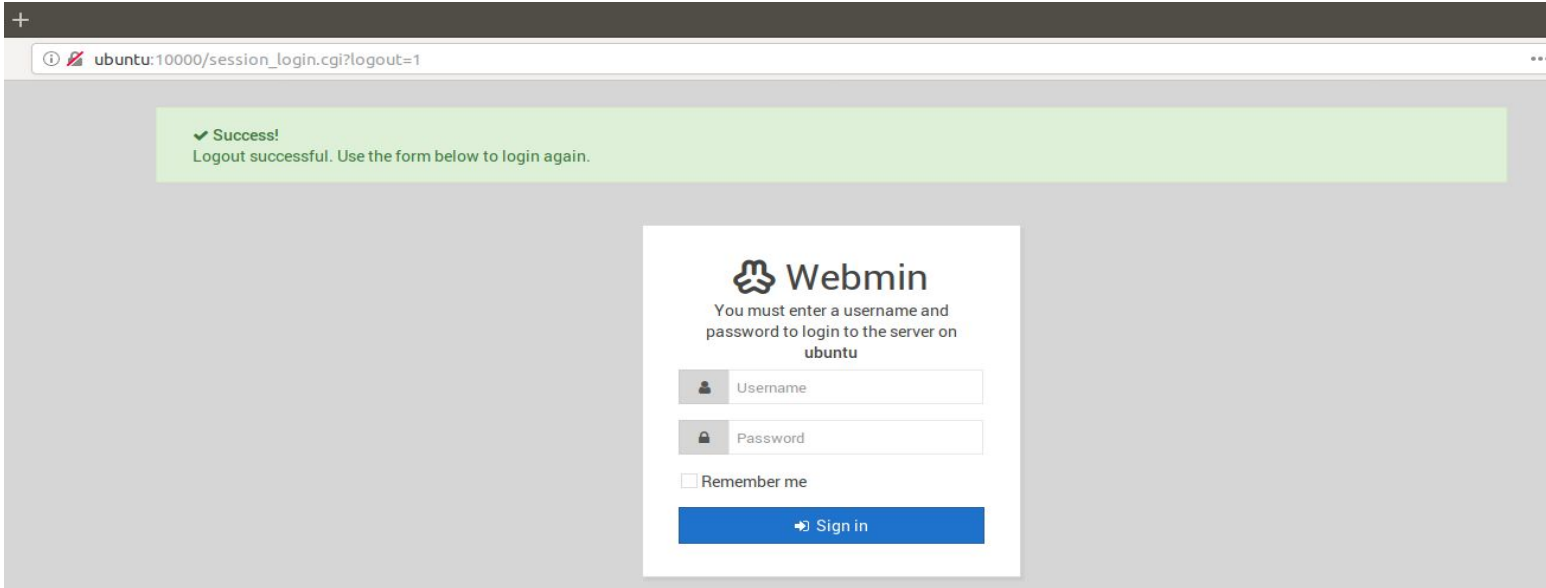 ubuntu:10000/session_login.cgi?logout=1
Success!
Logout successful. Use the form below to login again.
Webmin
You must enter a username and
password to login to the server on
ubuntu
Username
Password
Remember me
Sign in